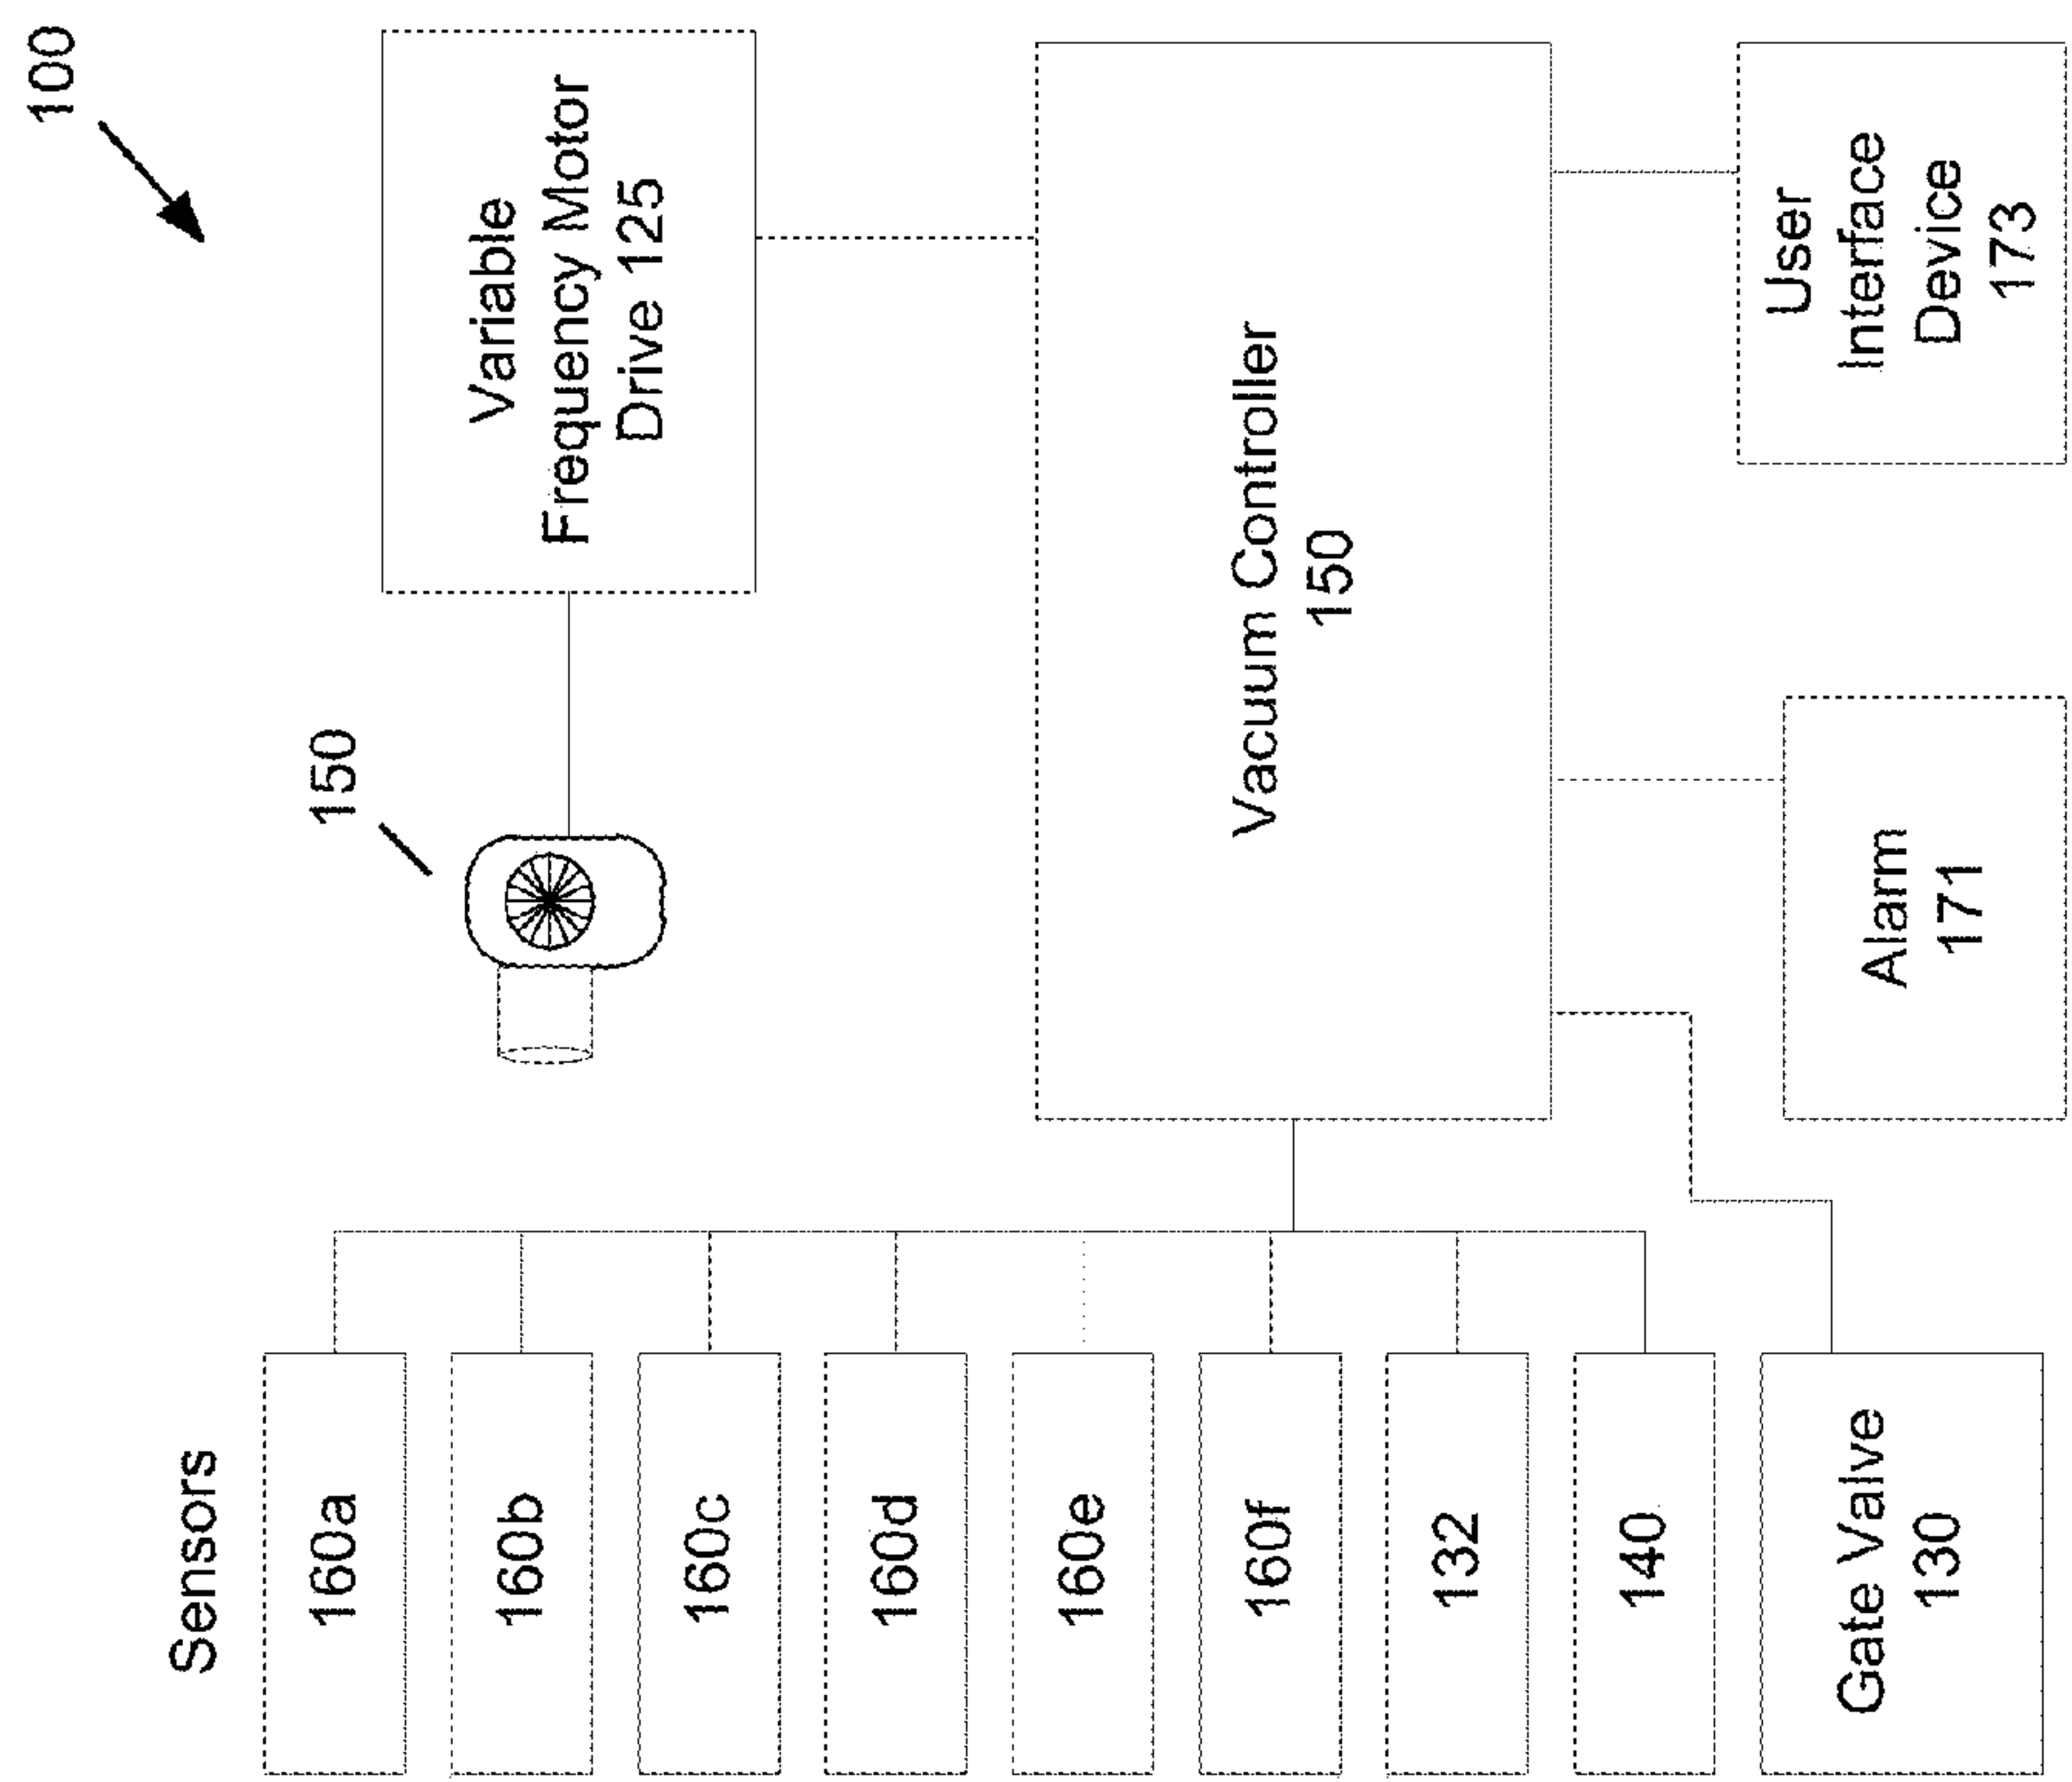 100
Sensors
160a
160b
160c
160d
160e
160f
132
140
Gate Valve
130
150
Variable
Frequency Motor
Drive 125
Vacuum Controller
150
Alarm
171
User
Interface
Device
173